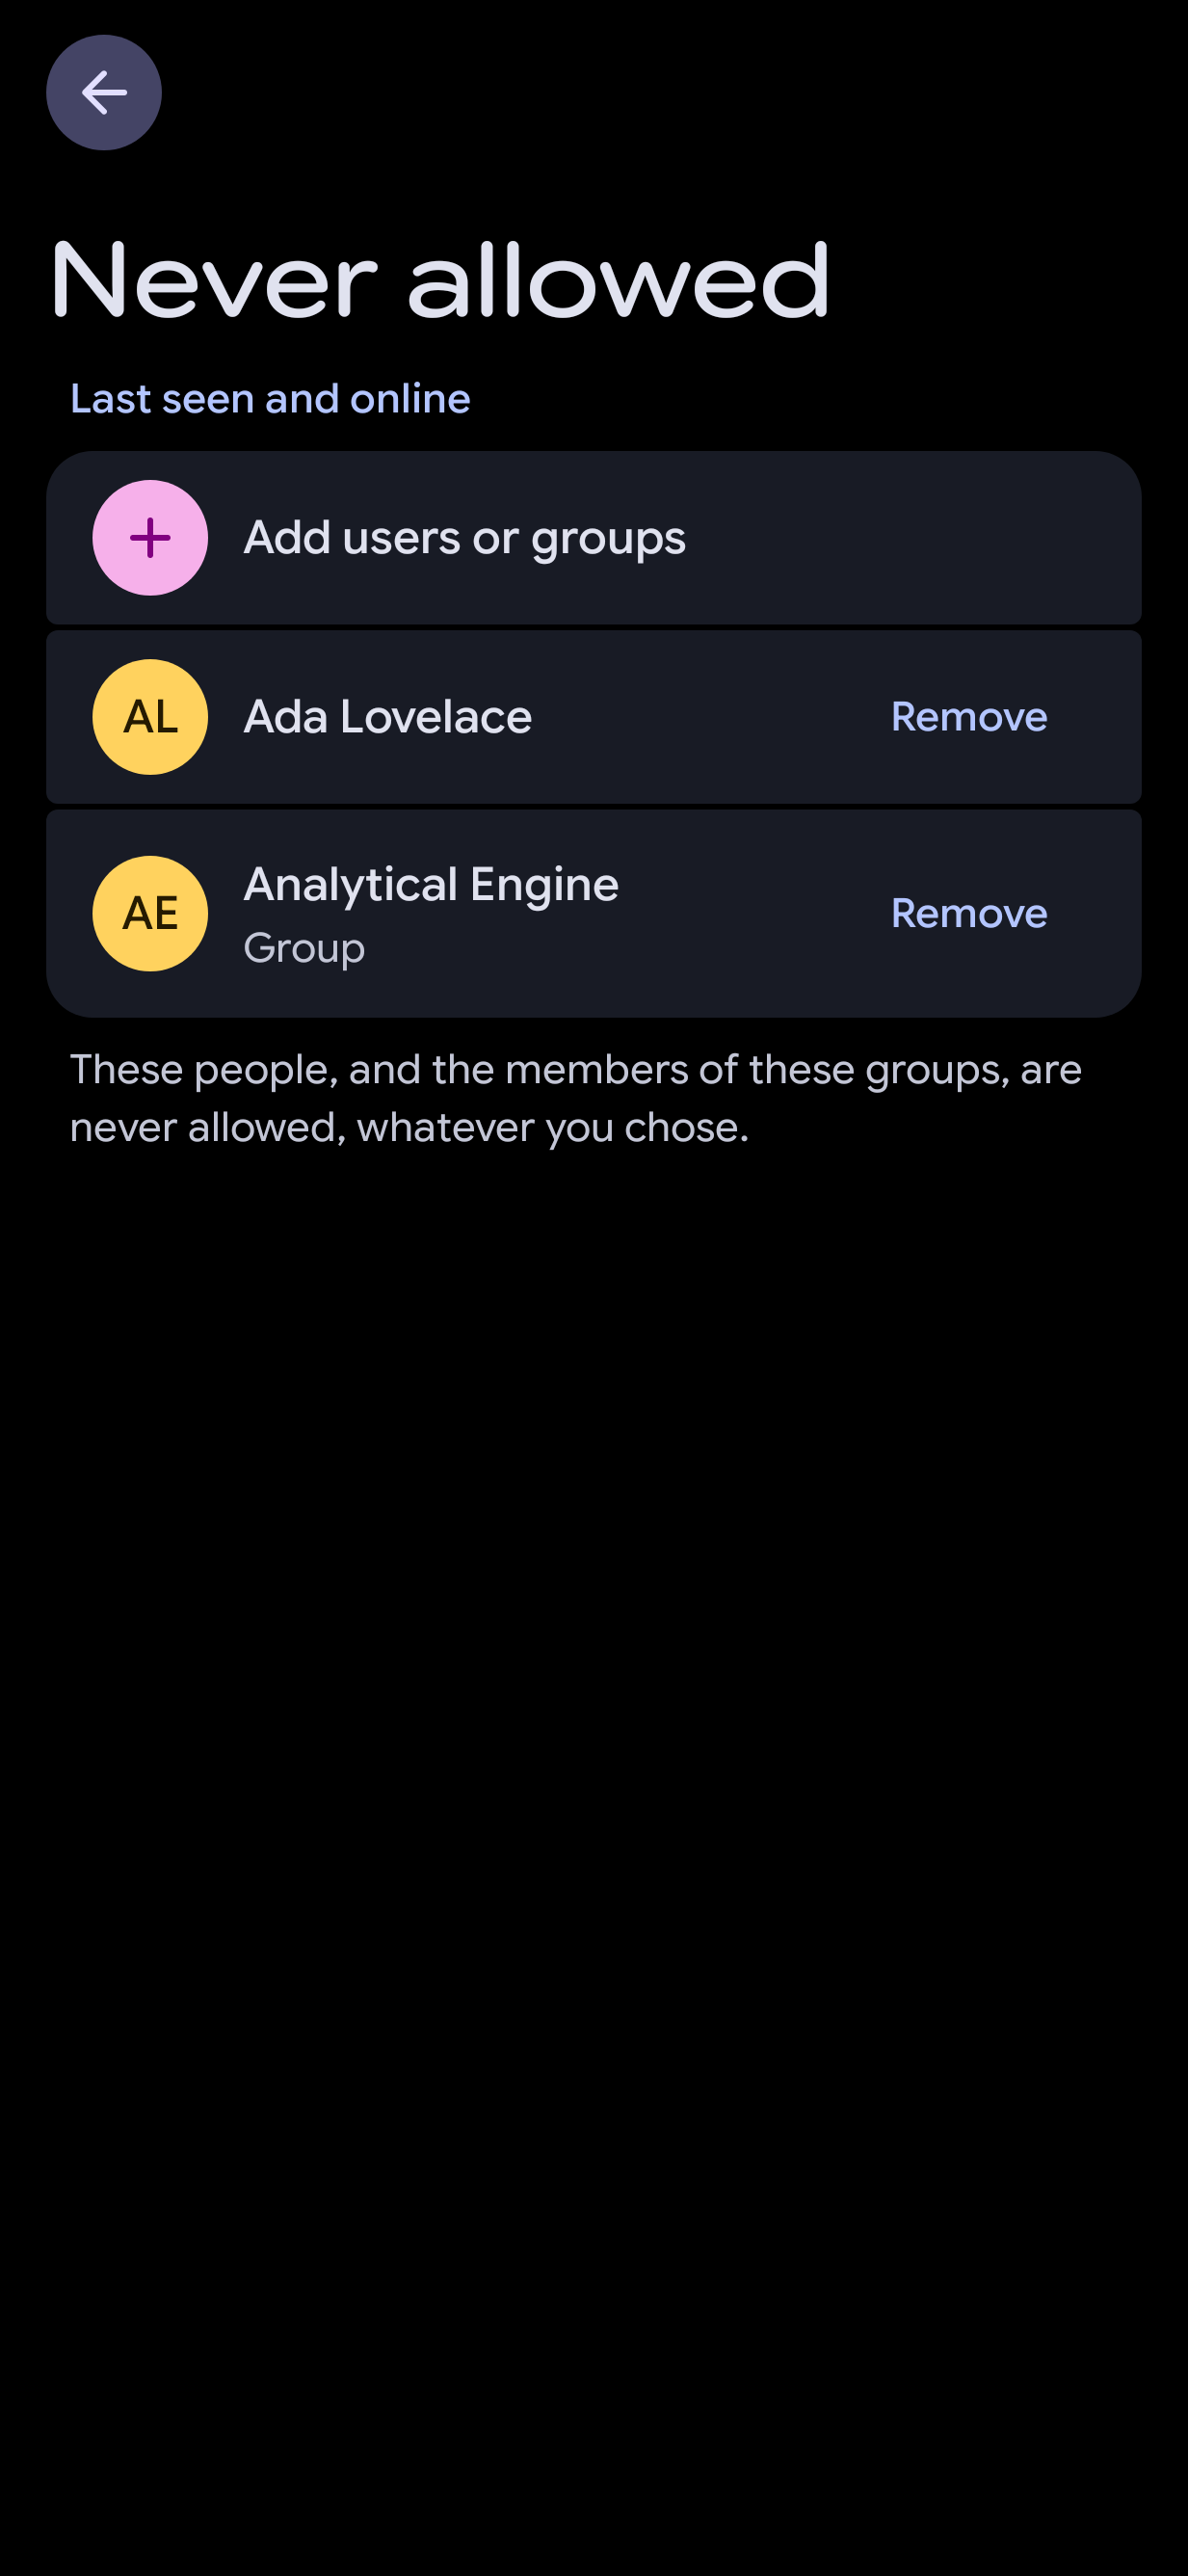 Never allowed
Last seen and online
Add users or groups
AL
Ada Lovelace
Remove
AE
Analytical Engine
Group
Remove
These people, and the members of these groups, are
never allowed, whatever you chose.